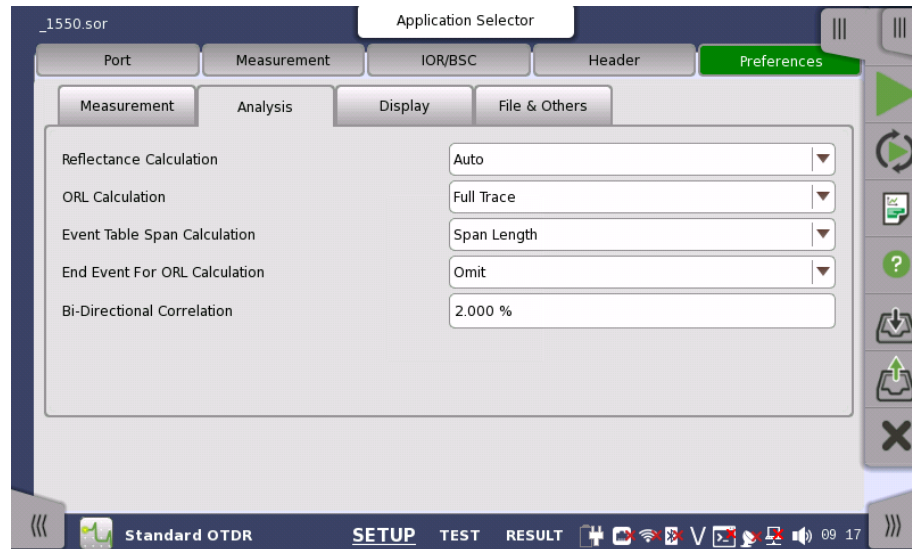 _1550.sor
Application Selector
Port Measurement IOR/BSC Header Preferences
Measurement Analysis Display File & Others
Reflectance Calculation Auto
ORL Calculation Full Trace
Event Table Span Calculation Span Length
End Event For ORL Calculation Omit
Bi-Directional Correlation 2.000 %
Standard OTDR SETUP TEST RESULT V 09 17